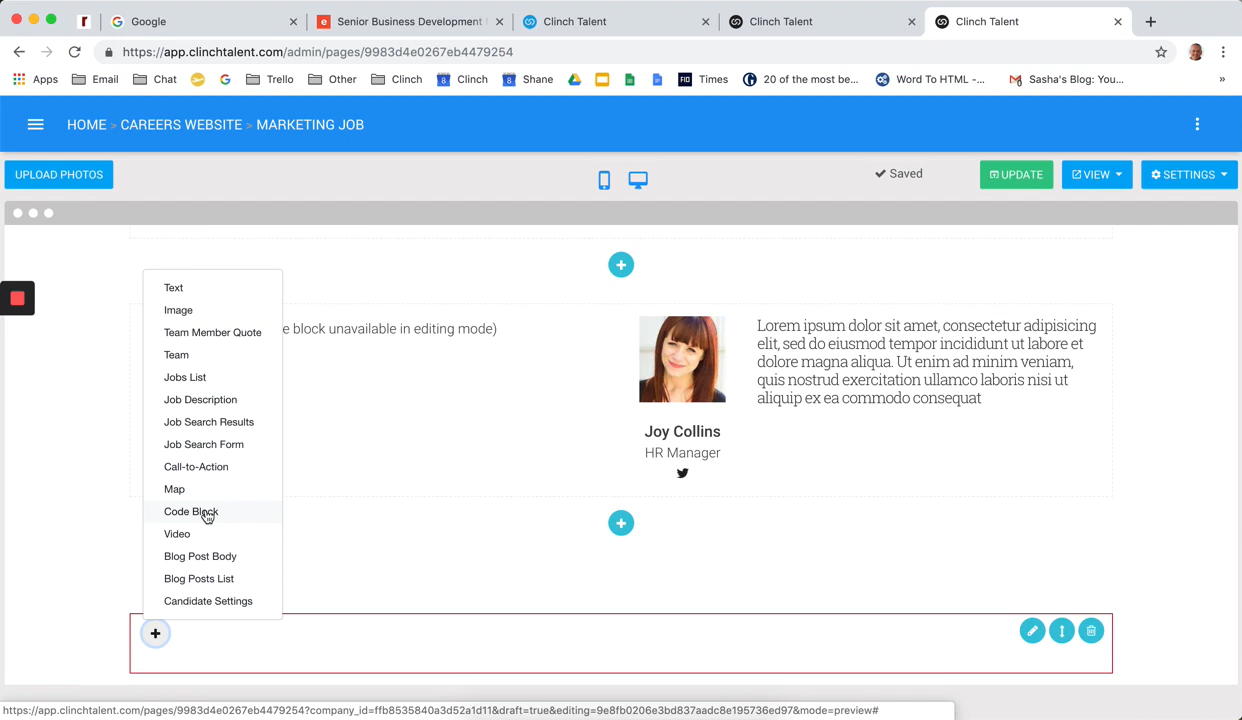 Google
Senior Business Development
Clinch Talent
Clinch Talent
Clinch Talent
https://app.clinchtalent.com/admin/pages/9983d4e0267eb4479254
Apps
Email
Chat
Trello
Other
Clinch
Clinch
Shane
Times
20 of the most be...
Word To HTML -...
Sasha's Blog: You...
»
HOME > CAREERS WEBSITE > MARKETING JOB
UPLOAD PHOTOS
Saved
UPDATE
VIEW
SETTINGS
Text
Image
Team Member Quote
Team
Jobs List
Job Description
Job Search Results
Job Search Form
Call-to-Action
Map
Code Block
Video
Blog Post Body
Blog Posts List
Candidate Settings
e block unavailable in editing mode)
Joy Collins
HR Manager
Lorem ipsum dolor sit amet, consectetur adipisicing
elit, sed do eiusmod tempor incididunt ut labore et
dolore magna aliqua. Ut enim ad minim veniam,
quis nostrud exercitation ullamco laboris nisi ut
aliquip ex ea commodo consequat
https://app.clinchtalent.com/pages/9983d4e0267eb4479254?company_id=ffb8535840a3d52a1d11&draft=true&editing=9e8fb0206e3bd837aadc8e195736ed97&mode=preview#